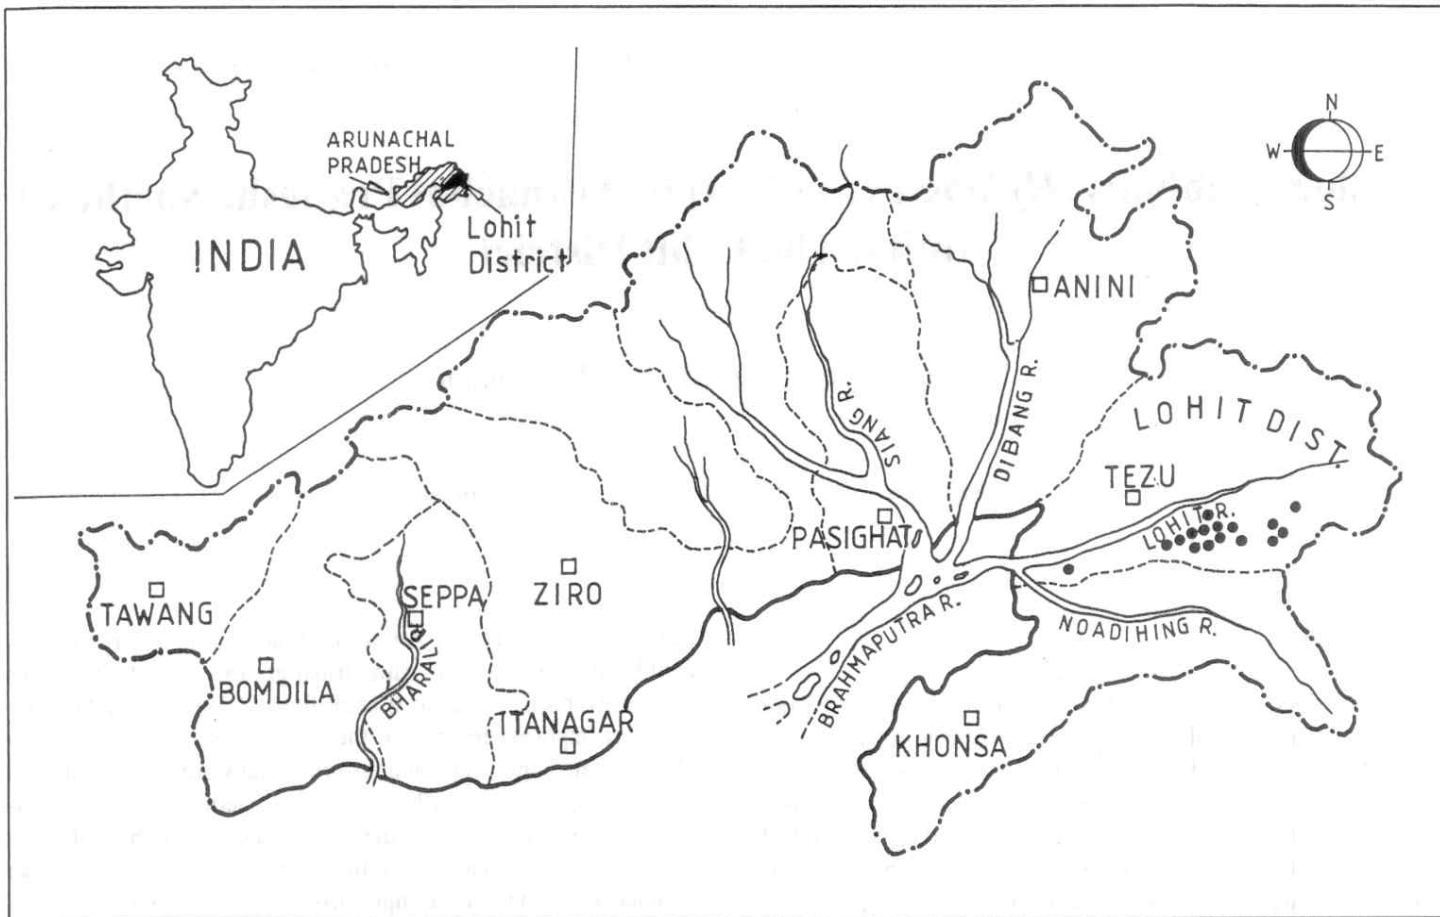 ARUNACHAL
PRADESH
INDIA
Lohit
District
N
W
E
S
ANINI
LOHIT DIST
TEZU
SIANG R.
DIBANG R.
LOHIT R.
PASIGHAT
SEPPA
ZIRO
TAWANG
BHARALI
BOMDILA
ITANAGAR
BRAHMAPUTRA R.
NOADIHING R.
KHONSA